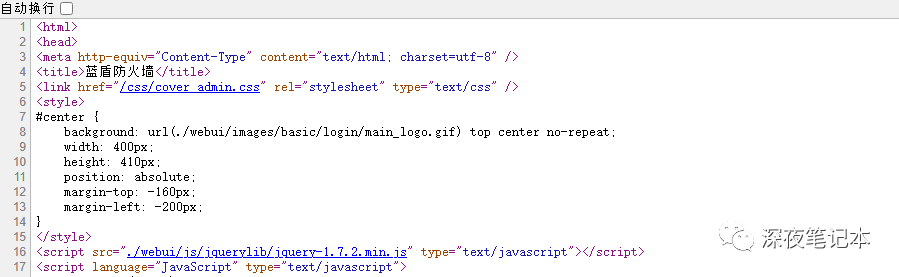 自动换行
1 <html>
2 <head>
3 <meta http-equiv="Content-Type" content="text/html; charset=utf-8" />
4 <title>蓝盾防火墙</title>
5 <link href="/css/cover_admin.css" rel="stylesheet" type="text/css" />
6 <style>
7 #center {
8 background: url(./webui/images/basic/login/main_logo.gif) top center no-repeat;
9 width: 400px;
10 height: 410px;
11 position: absolute;
12 margin-top: -160px;
13 margin-left: -200px;
14 }
15 </style>
16 <script src="./webui/js/jquerylib/jquery-1.7.2.min.js" type="text/javascript"></script>
17 <script language="JavaScript" type="text/javascript">
深夜笔记本